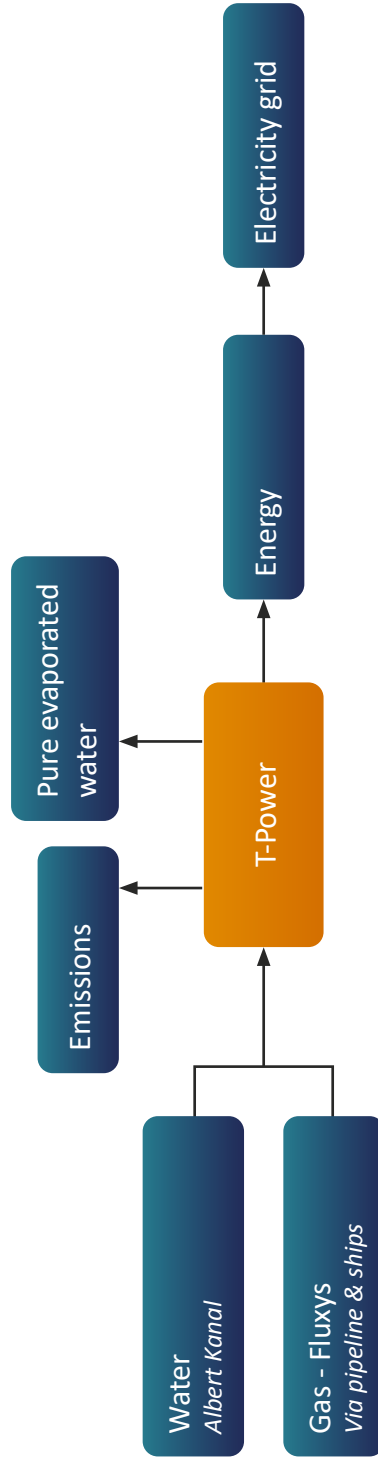 Water
Albert Kanal
Gas - Fluxys
Via pipeline & ships
Emissions
Pure evaporated
water
T-Power
Energy
Electricity grid